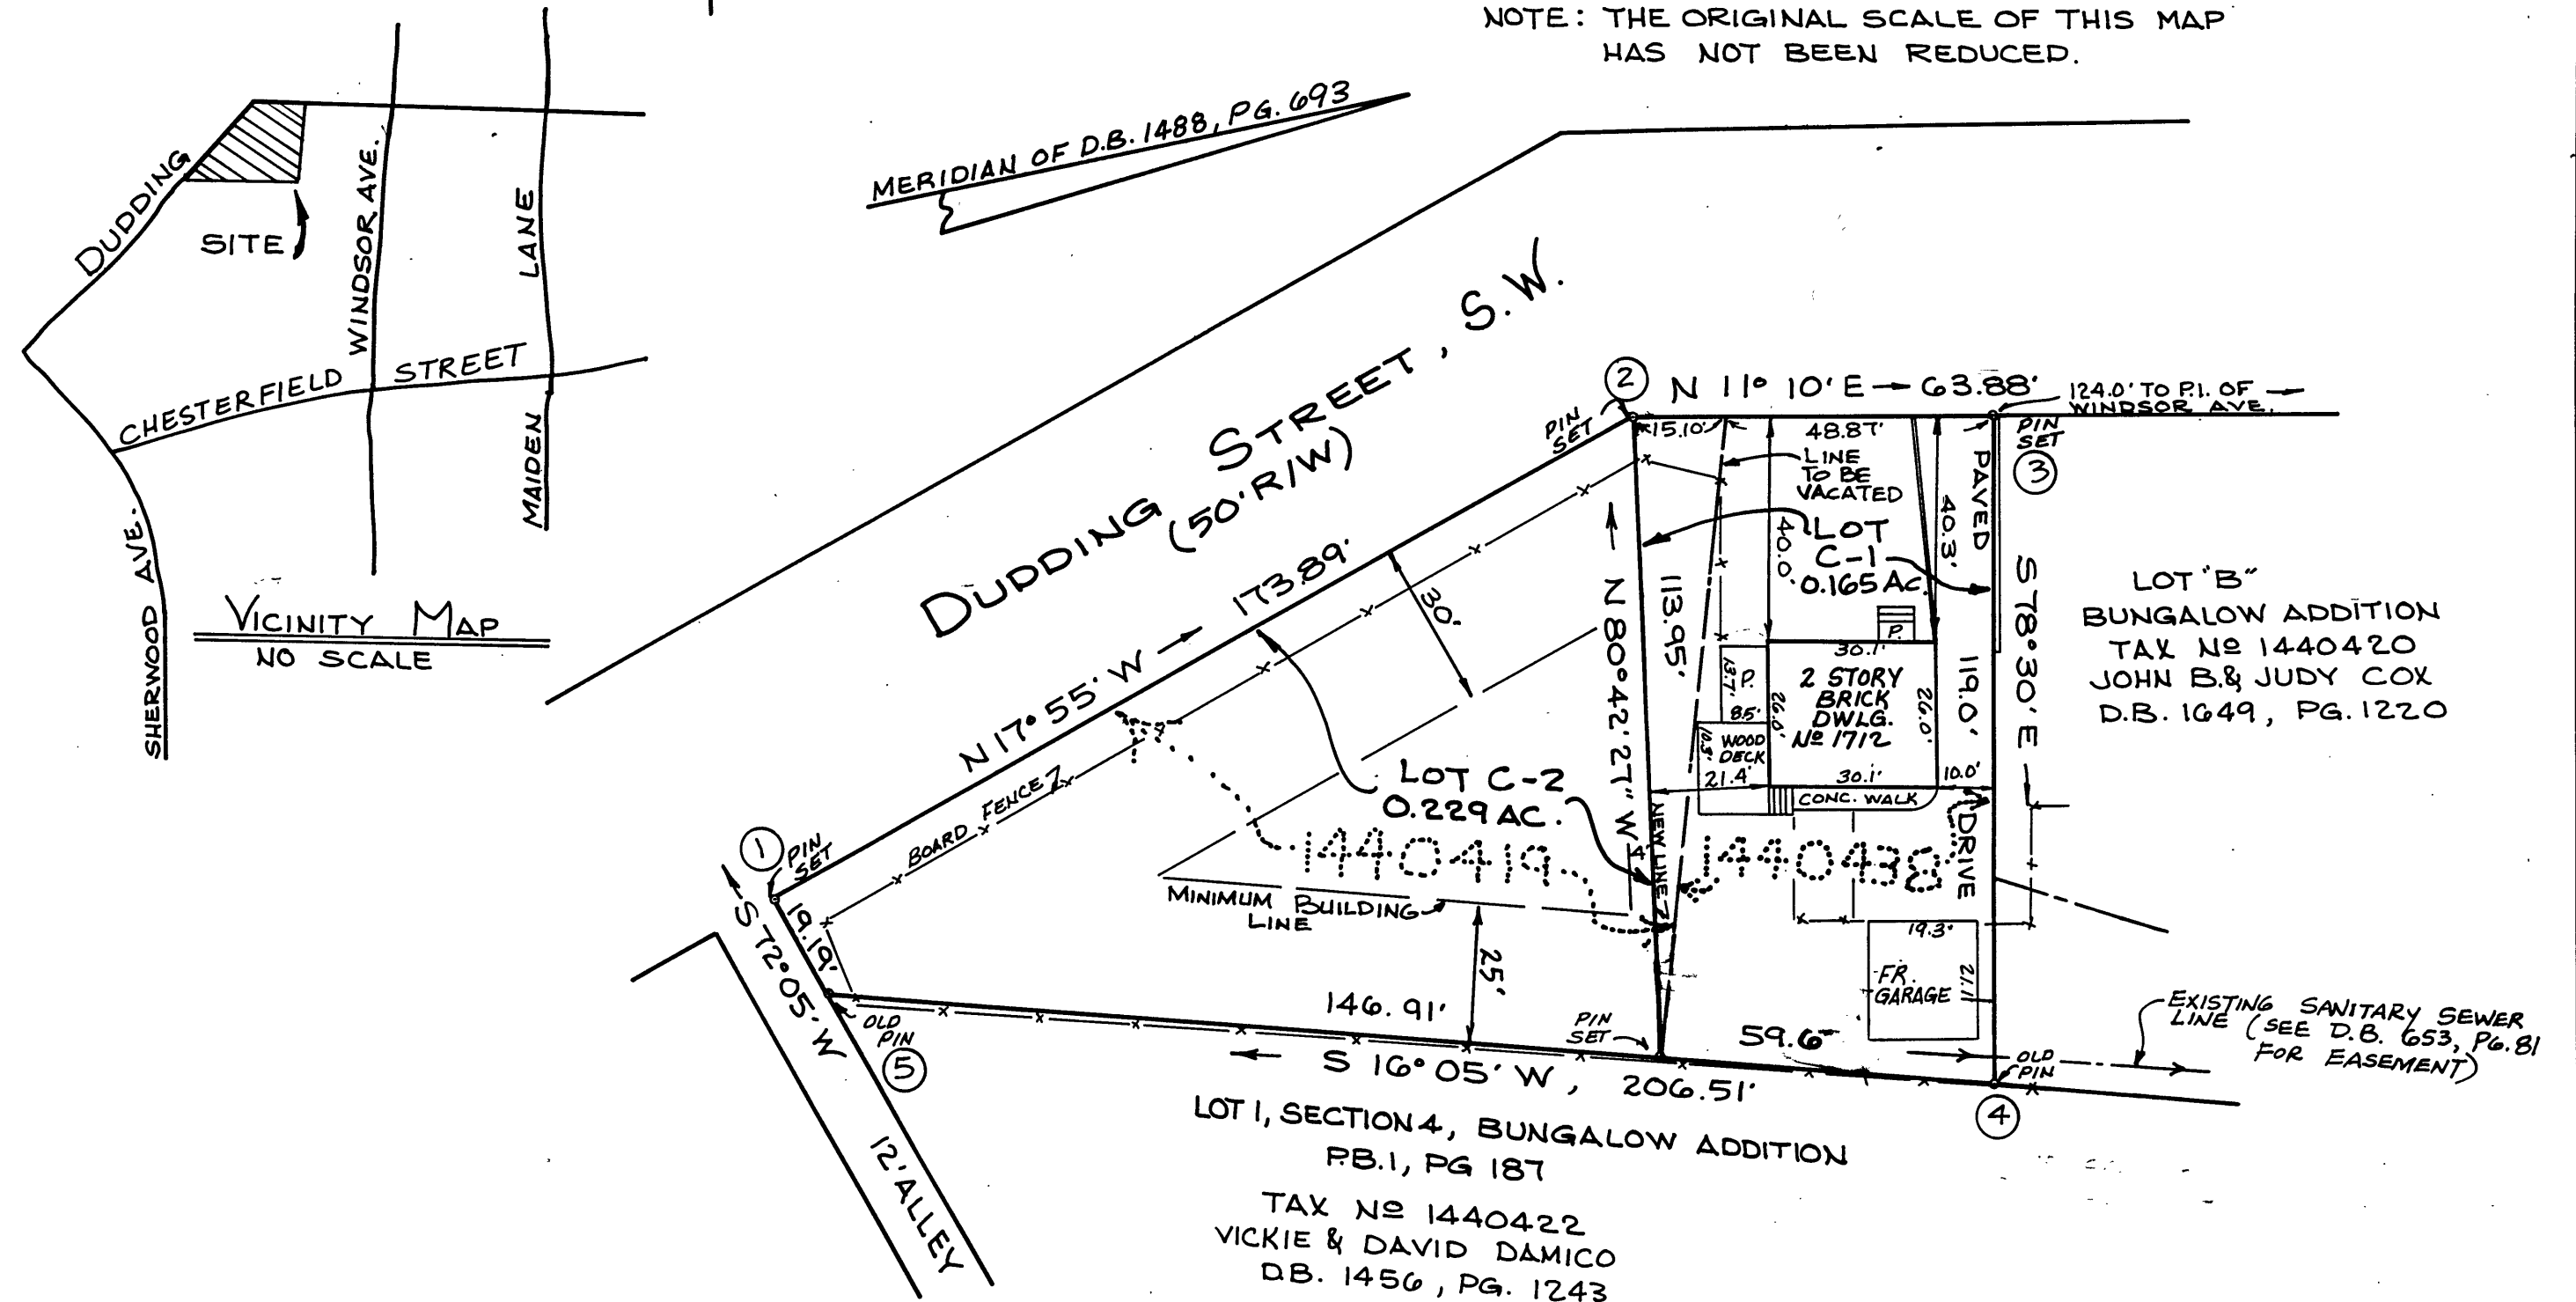 NOTE: THE ORIGINAL SCALE OF THIS MAP
HAS NOT BEEN REDUCED.
MERIDIAN OF D.B. 1488, PG. 693
DUDDING
SITE
WINDSOR AVE.
LANE
MAIDEN
CHESTERFIELD STREET
SHERWOOD AVE.
VICINITY MAP
NO SCALE
DUDDING STREET, S.W.
(50' R/W)
2
N 11° 10' E → 63.88'
124.0' TO P.I. OF
WINDSOR AVE.
PIN
SET
15.10'
48.87'
PIN
SET
3
LINE
TO BE
VACATED
LOT
C-1
0.165 AC.
40.0'
40.3'
PAVED
DRIVE
S 78° 30' E
119.0'
N 80° 42' 27" W
113.95'
NEW LINE
P.
30.1'
2 STORY
BRICK
DWLG.
Nº 1712
26.0'
26.0'
30.1'
13.7'
P.
8.5'
10.3'
WOOD
DECK
21.4'
10.0'
CONC. WALK
LOT "B"
BUNGALOW ADDITION
TAX Nº 1440420
JOHN B. & JUDY COX
D.B. 1649, PG. 1220
N 17° 55' W
173.89'
30'
BOARD FENCE
LOT C-2
0.229 AC.
1440419
1440438
4'
1
PIN
SET
19.19'
S 72° 05' W
MINIMUM BUILDING
LINE
25'
19.3'
FR.
GARAGE
21.1'
OLD
PIN
5
146.91'
PIN
SET
59.6'
OLD
PIN
4
EXISTING SANITARY SEWER
LINE (SEE D.B. 653, PG. 81
FOR EASEMENT)
S 16° 05' W, 206.51'
LOT 1, SECTION 4, BUNGALOW ADDITION
P.B. 1, PG 187
TAX Nº 1440422
VICKIE & DAVID DAMICO
D.B. 1456, PG. 1243
12' ALLEY